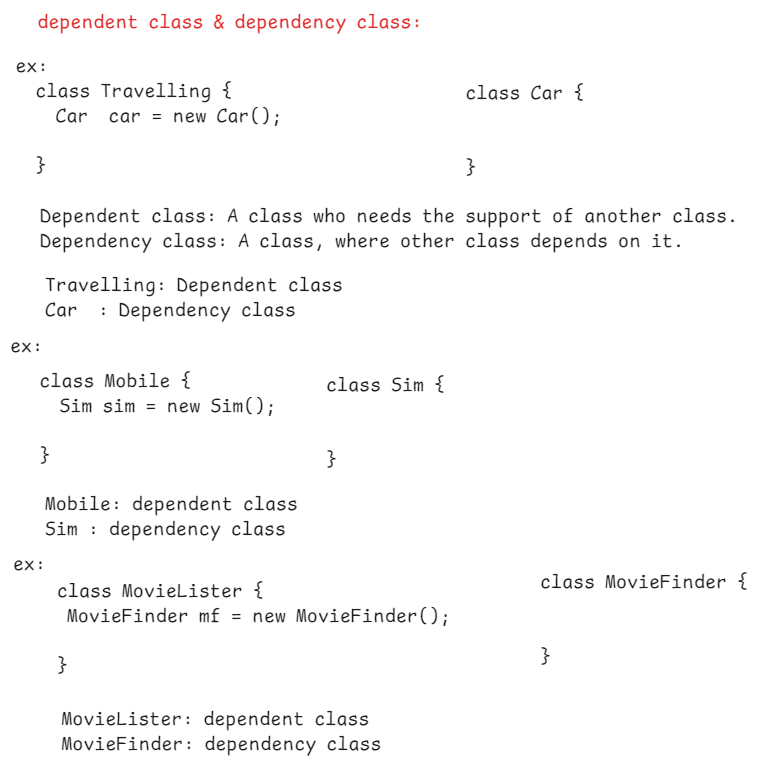 dependent class & dependency class:
ex:
class Travelling {
Car car = new Car();
}
class Car {
}
Dependent class: A class who needs the support of another class.
Dependency class: A class, where other class depends on it.
Travelling: Dependent class
Car : Dependency class
ex:
class Mobile {
Sim sim = new Sim();
}
class Sim {
}
Mobile: dependent class
Sim : dependency class
ex:
class MovieLister {
MovieFinder mf = new MovieFinder();
}
class MovieFinder {
}
MovieLister: dependent class
MovieFinder: dependency class